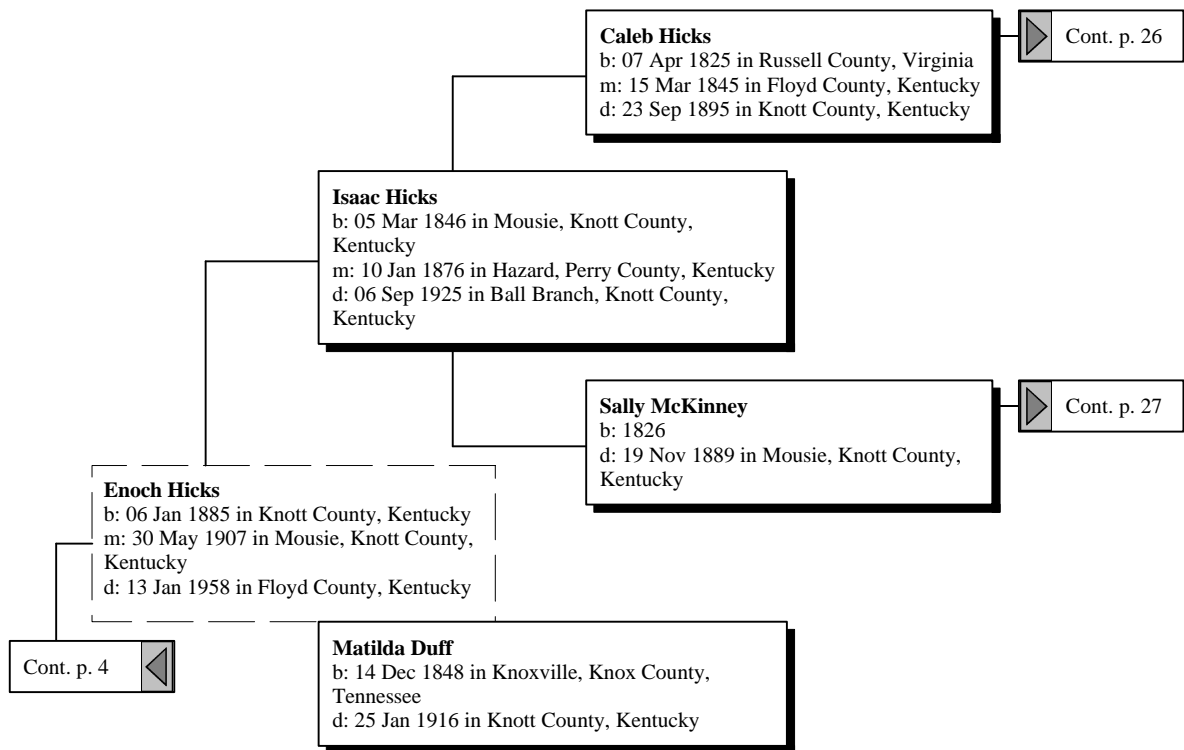 Caleb Hicks
b: 07 Apr 1825 in Russell County, Virginia
m: 15 Mar 1845 in Floyd County, Kentucky
d: 23 Sep 1895 in Knott County, Kentucky
Cont. p. 26
Isaac Hicks
b: 05 Mar 1846 in Mousie, Knott County,
Kentucky
m: 10 Jan 1876 in Hazard, Perry County, Kentucky
d: 06 Sep 1925 in Ball Branch, Knott County,
Kentucky
Sally McKinney
b: 1826
d: 19 Nov 1889 in Mousie, Knott County,
Kentucky
Cont. p. 27
Enoch Hicks
b: 06 Jan 1885 in Knott County, Kentucky
m: 30 May 1907 in Mousie, Knott County,
Kentucky
d: 13 Jan 1958 in Floyd County, Kentucky
Cont. p. 4
Matilda Duff
b: 14 Dec 1848 in Knoxville, Knox County,
Tennessee
d: 25 Jan 1916 in Knott County, Kentucky